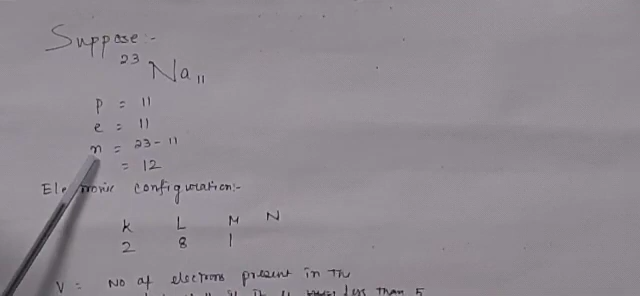 Suppose:-
23 Na 11
p = 11
e = 11
n = 23-11
= 12
Electronic configuration:-
K L M N
2 8 1
V = No of electrons present in the
less than 5